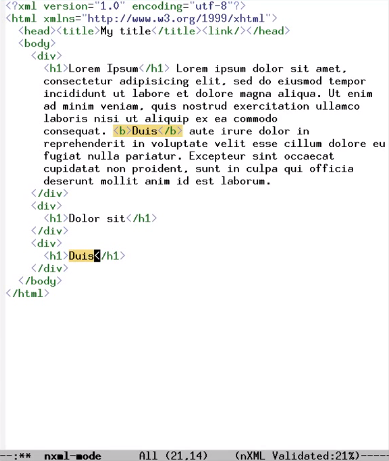 <?xml version="1.0" encoding="utf-8"?>
<html xmlns="http://www.w3.org/1999/xhtml">
  <head><title>My title</title><link/></head>
  <body>
    <div>
      <h1>Lorem Ipsum</h1> Lorem ipsum dolor sit amet,
      consectetur adipisicing elit, sed do eiusmod tempor
      incididunt ut labore et dolore magna aliqua. Ut enim
      ad minim veniam, quis nostrud exercitation ullamco
      laboris nisi ut aliquip ex ea commodo
      consequat. <b>Duis</b> aute irure dolor in
      reprehenderit in voluptate velit esse cillum dolore eu
      fugiat nulla pariatur. Excepteur sint occaecat
      cupidatat non proident, sunt in culpa qui officia
      deserunt mollit anim id est laborum.
    </div>
    <div>
      <h1>Dolor sit</h1>
    </div>
    <div>
      <h1>Duis</h1>
    </div>
  </body>
</html>
--:**  nxml-mode      All (21,14)    (nXML Validated:21%)----